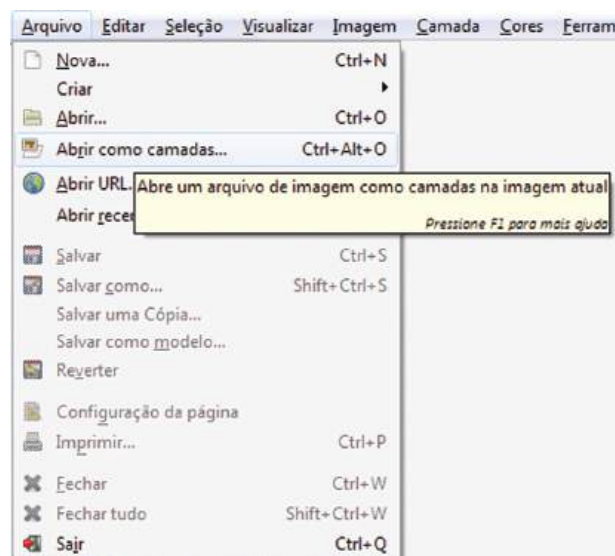 Arquivo Editar Seleção Visualizar Imagem Camada Cores Ferram
Nova... Ctrl+N
Criar
Abrir... Ctrl+O
Abrir como camadas... Ctrl+Alt+O
Abrir URL.
Abre um arquivo de imagem como camadas na imagem atual
Abrir recen
Pressione F1 para mais ajuda
Salvar Ctrl+S
Salvar como... Shift+Ctrl+S
Salvar uma Cópia...
Salvar como modelo...
Reverter
Configuração da página
Imprimir... Ctrl+P
Fechar Ctrl+W
Fechar tudo Shift+Ctrl+W
Sair Ctrl+Q